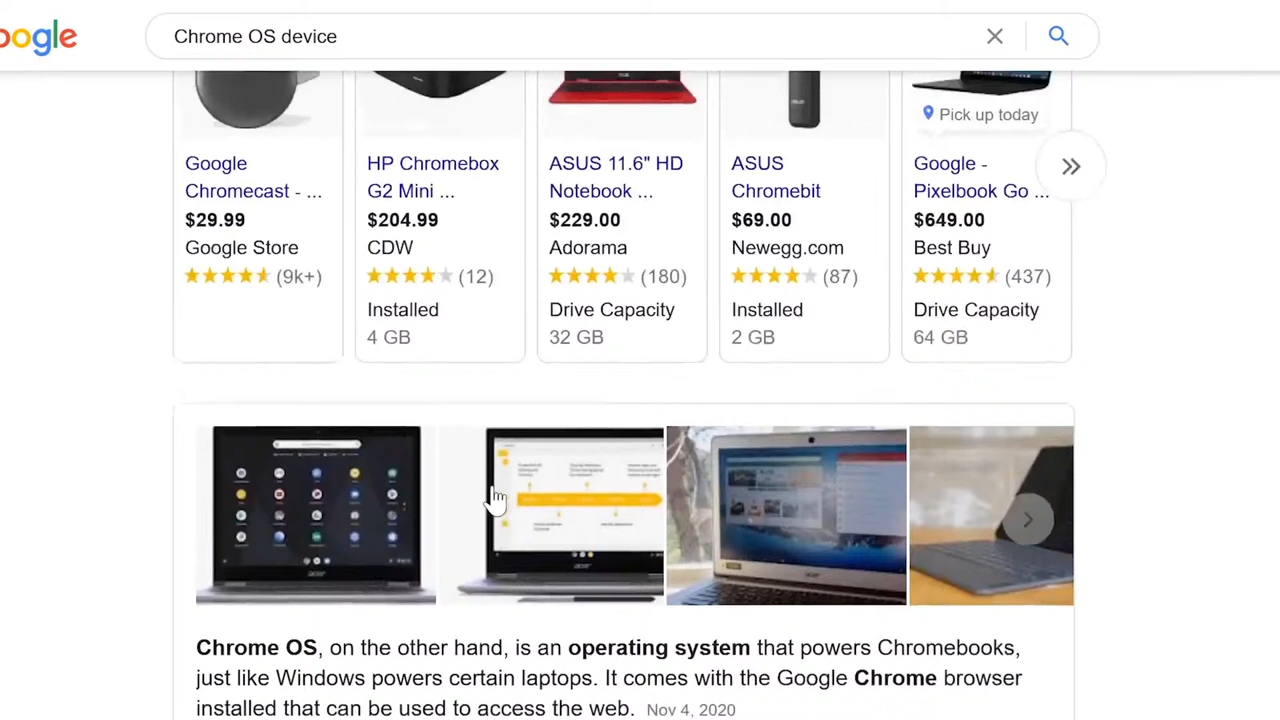 oogle
Chrome OS device
Pick up today
Google
Chromecast - ...
$29.99
Google Store
(9k+)
HP Chromebox
G2 Mini ...
$204.99
CDW
(12)
Installed
4 GB
ASUS 11.6" HD
Notebook ...
$229.00
Adorama
(180)
Drive Capacity
32 GB
ASUS
Chromebit
$69.00
Newegg.com
(87)
Installed
2 GB
Google -
Pixelbook Go ...
$649.00
Best Buy
(437)
Drive Capacity
64 GB
acer
acer
Chrome OS, on the other hand, is an operating system that powers Chromebooks,
just like Windows powers certain laptops. It comes with the Google Chrome browser
installed that can be used to access the web. Nov 4, 2020